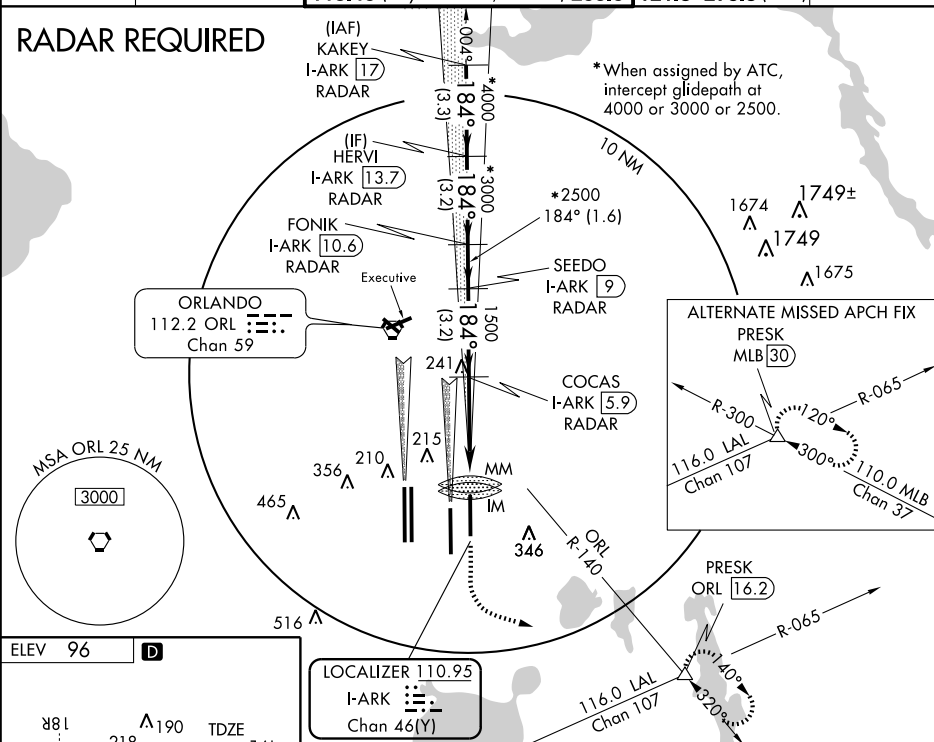 RADAR REQUIRED
(IAF)
KAKEY
I-ARK 17
RADAR
004°
*4000
184°
(3.3)
*When assigned by ATC,
intercept glidepath at
4000 or 3000 or 2500.
(IF)
HERVI
I-ARK 13.7
RADAR
*3000
184°
(3.2)
10 NM
*2500
184° (1.6)
FONIK
I-ARK 10.6
RADAR
1674
1749±
1749
1675
SEEDO
I-ARK 9
RADAR
Executive
ORLANDO
112.2 ORL
Chan 59
1500
184°
(3.2)
241
COCAS
I-ARK 5.9
RADAR
ALTERNATE MISSED APCH FIX
PRESK
MLB 30
R-065
R-300
120°
300°
116.0 LAL
Chan 107
110.0 MLB
Chan 37
215
210
356
465
MM
IM
MSA ORL 25 NM
3000
346
ORL
R-140
516
PRESK
ORL 16.2
R-065
140°
320°
116.0 LAL
Chan 107
LOCALIZER 110.95
I-ARK
Chan 46(Y)
ELEV 96 D
18R
190
TDZE